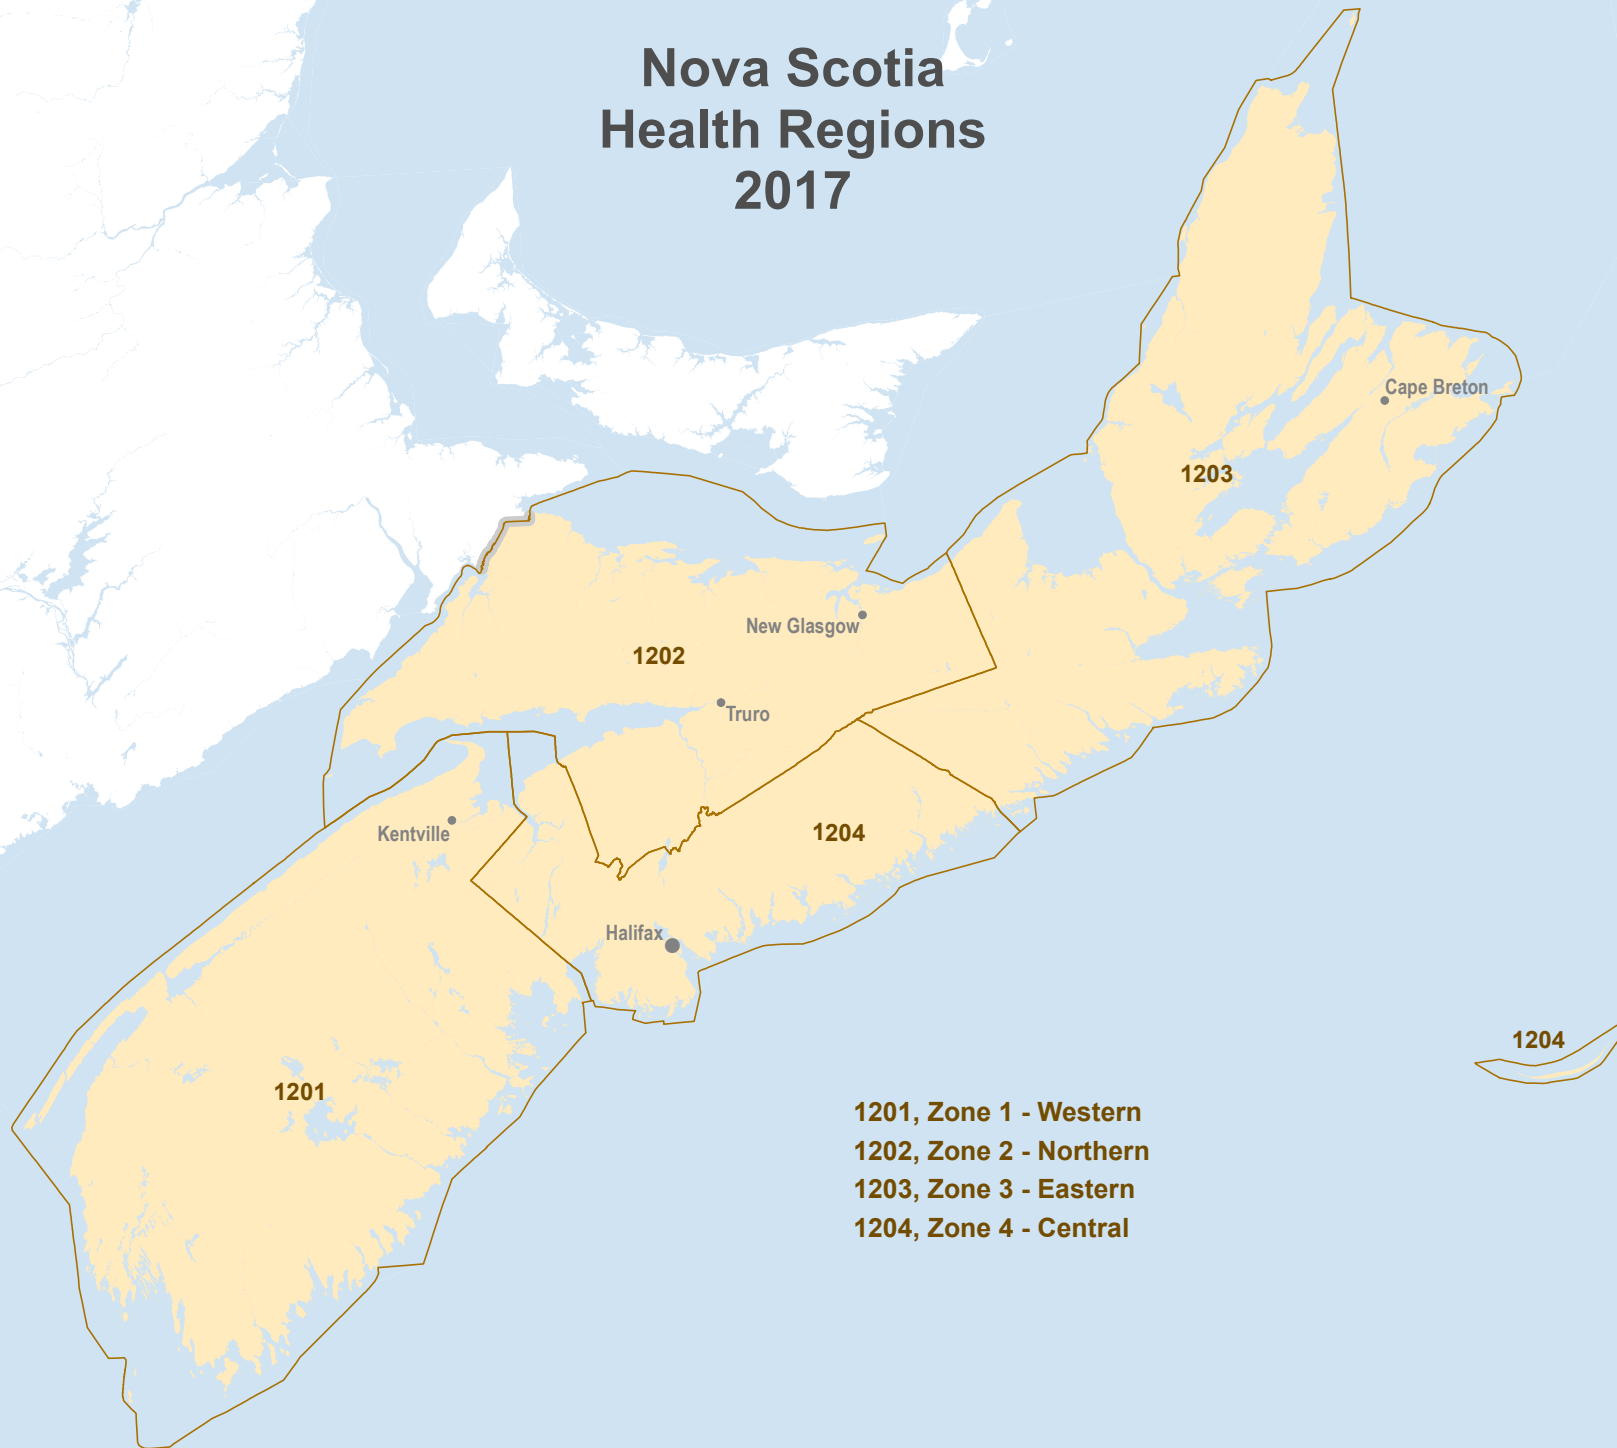 Nova Scotia
Health Regions
2017
Cape Breton
1203
New Glasgow
1202
Truro
Kentville
1204
Halifax
1204
1201
1201, Zone 1 - Western
1202, Zone 2 - Northern
1203, Zone 3 - Eastern
1204, Zone 4 - Central